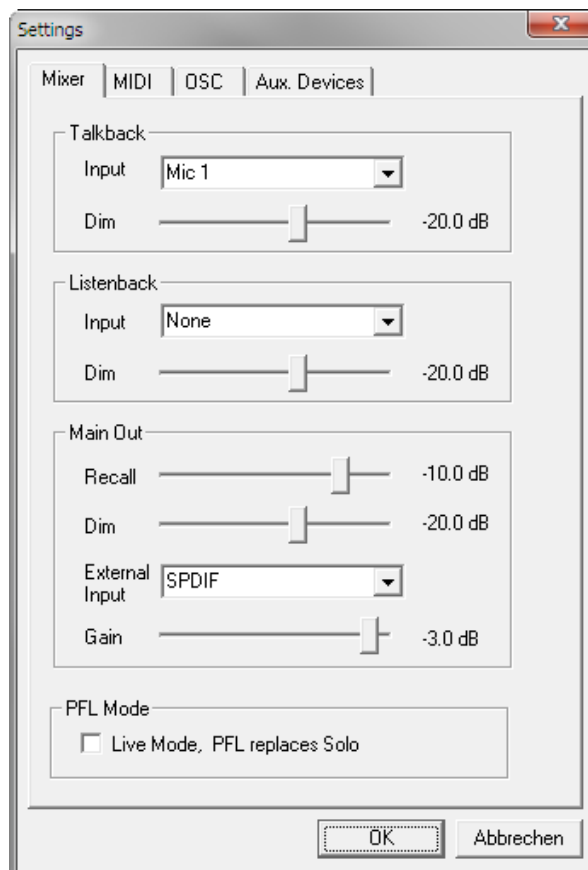 Settings
Mixer MIDI OSC Aux. Devices
Talkback
Input Mic 1
Dim -20.0 dB
Listenback
Input None
Dim -20.0 dB
Main Out
Recall -10.0 dB
Dim -20.0 dB
External
Input SPDIF
Gain -3.0 dB
PFL Mode
Live Mode, PFL replaces Solo
OK Abbrechen